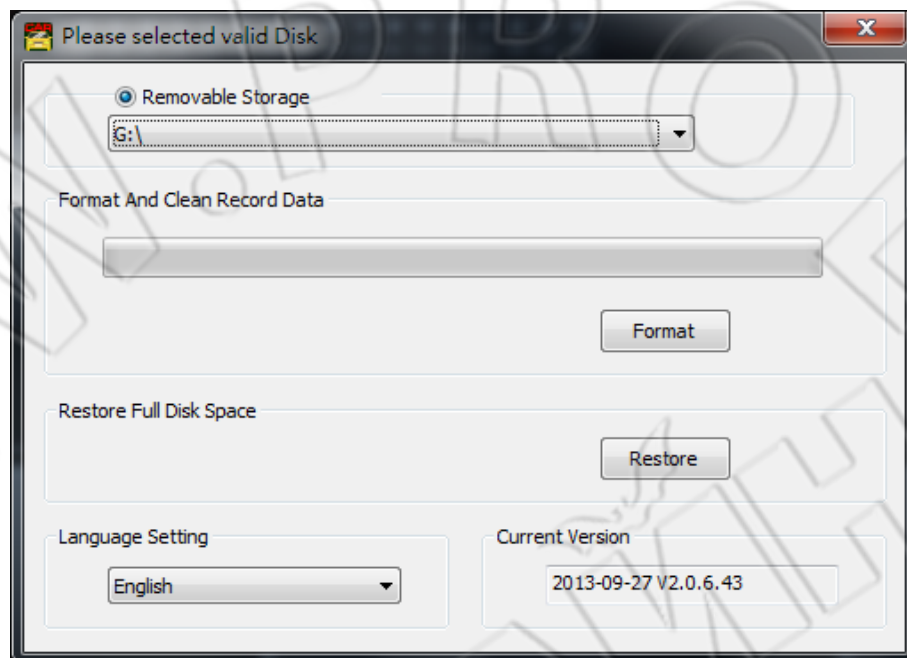 CAR
Please selected valid Disk
X
Removable Storage
G:\
Format And Clean Record Data
Format
Restore Full Disk Space
Restore
Language Setting
Current Version
English
2013-09-27 V2.0.6.43